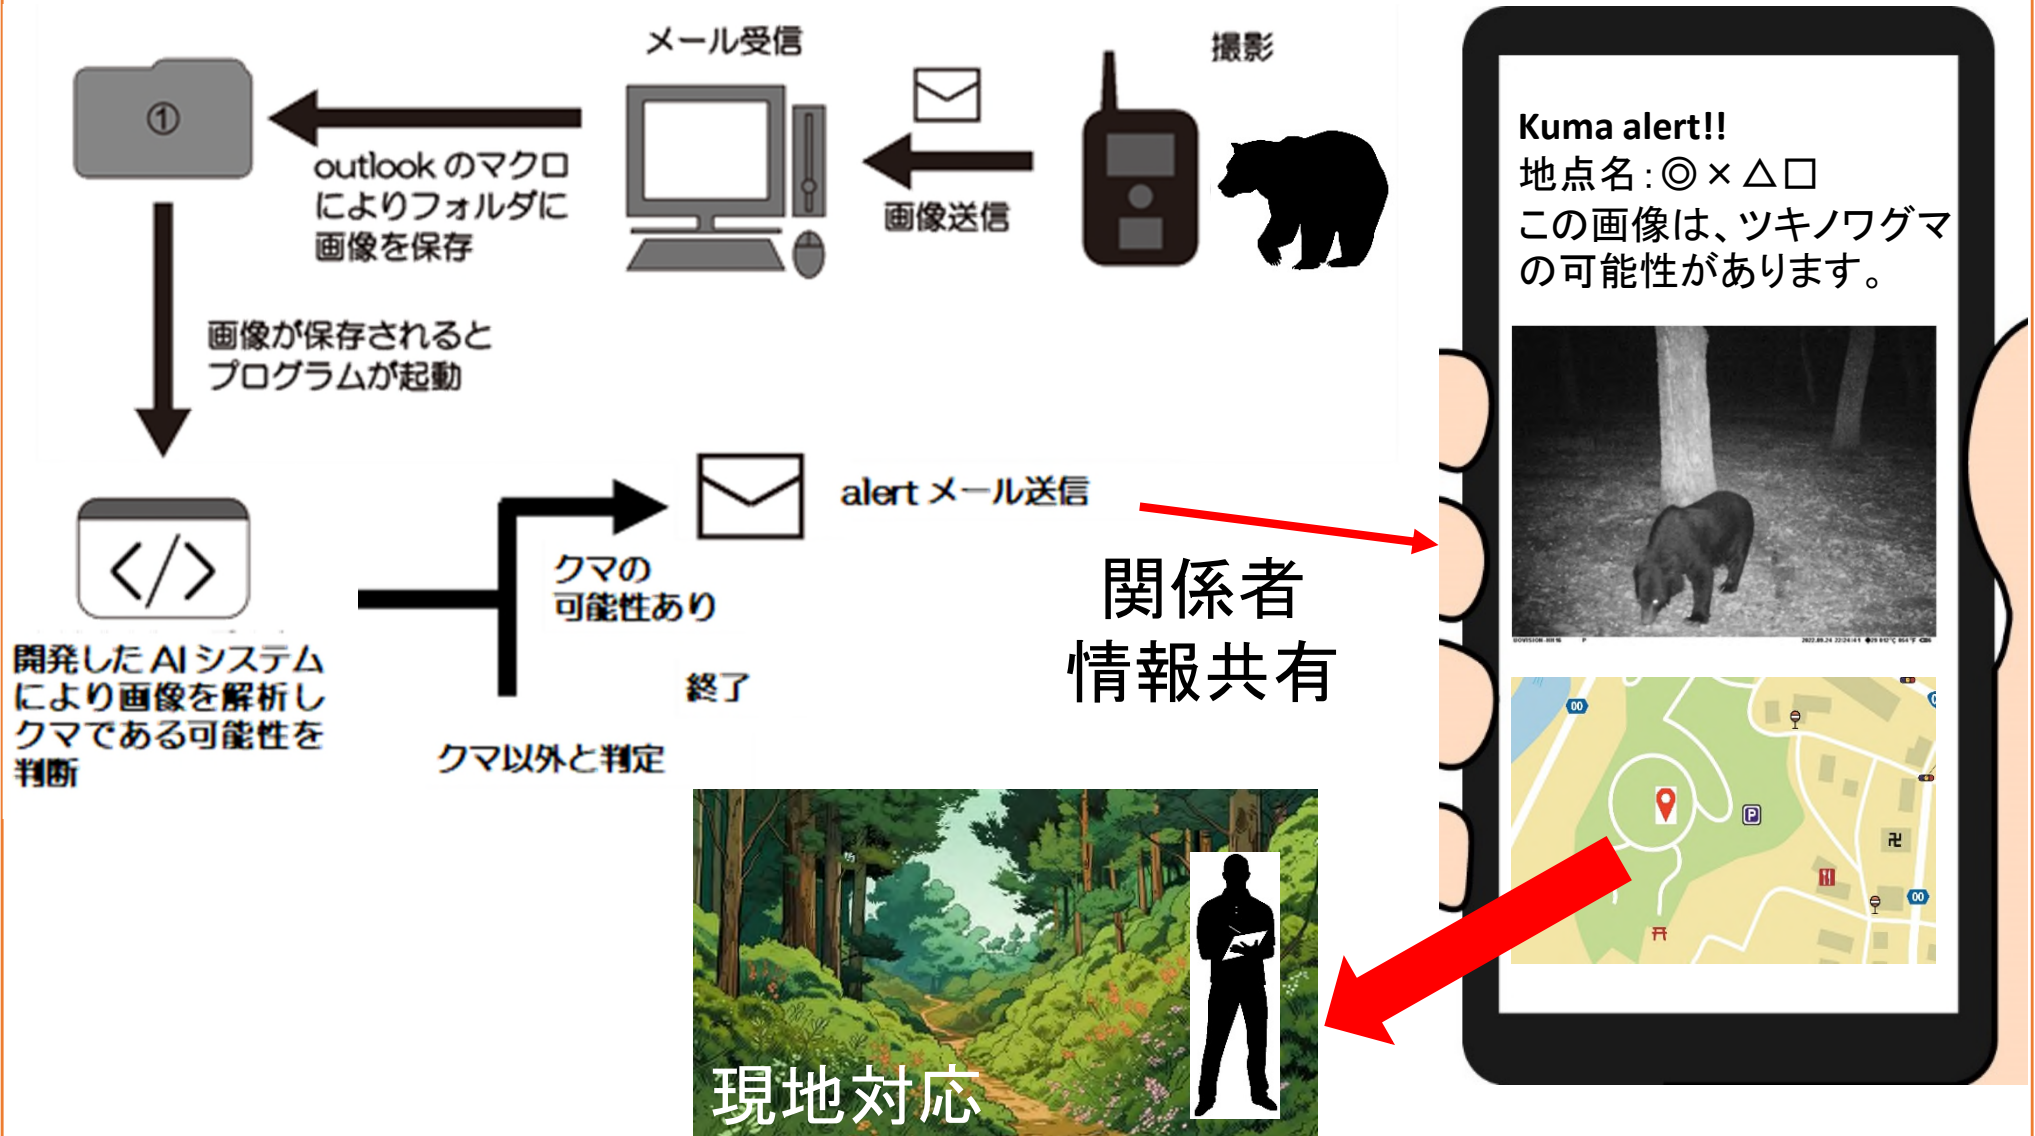 撮影
画像送信
メール受信
outlook のマクロ
によりフォルダに
画像を保存
①
画像が保存されると
プログラムが起動
</>
開発した AI システム
により画像を解析し
クマである可能性を
判断
クマの
可能性あり
alert メール送信
クマ以外と判定
終了
関係者
情報共有
Kuma alert!!
地点名:◎×△□
この画像は、ツキノワグマ
の可能性があります。
00
P
卍
00
現地対応